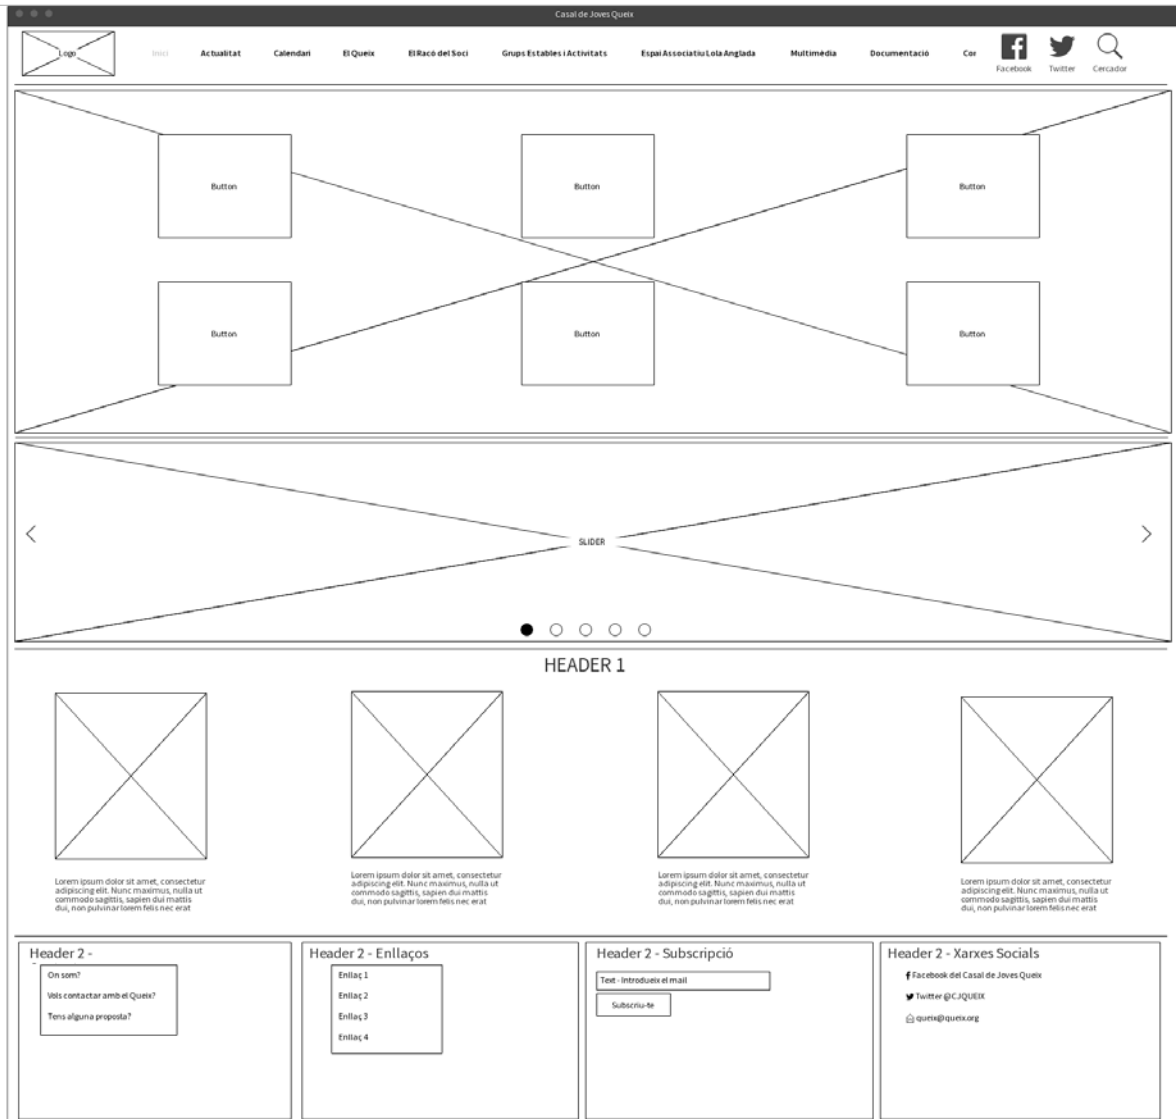 Casal de Joves Queix
Logo
Inici
Actualitat
Calendari
El Queix
El Racó del Soci
Grups Estables i Activitats
Espai Associatiu Lola Anglada
Multimèdia
Documentació
Con
Facebook
Twitter
Cercador
Button
Button
Button
Button
Button
Button
SLIDER
HEADER 1
Lorem ipsum dolor sit amet, consectetur
adipiscing elit. Nunc maximus, nulla ut
commodo sagittis, sapien dui mattis
dui, non pulvinar lorem felis nec erat
Lorem ipsum dolor sit amet, consectetur
adipiscing elit. Nunc maximus, nulla ut
commodo sagittis, sapien dui mattis
dui, non pulvinar lorem felis nec erat
Lorem ipsum dolor sit amet, consectetur
adipiscing elit. Nunc maximus, nulla ut
commodo sagittis, sapien dui mattis
dui, non pulvinar lorem felis nec erat
Lorem ipsum dolor sit amet, consectetur
adipiscing elit. Nunc maximus, nulla ut
commodo sagittis, sapien dui mattis
dui, non pulvinar lorem felis nec erat
Header 2 -
On som?
Vols contactar amb el Queix?
Tens alguna proposta?
Header 2 - Enllaços
Enllaç 1
Enllaç 2
Enllaç 3
Enllaç 4
Header 2 - Subscripció
Text - Introdueix el mail
Subscriu-te
Header 2 - Xarxes Socials
Facebook del Casal de Joves Queix
Twitter @CJQUEIX
queix@queix.org